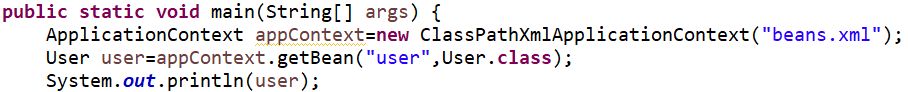 public static void main(String[] args) {
    ApplicationContext appContext=new ClassPathXmlApplicationContext("beans.xml");
    User user=appContext.getBean("user",User.class);
    System.out.println(user);